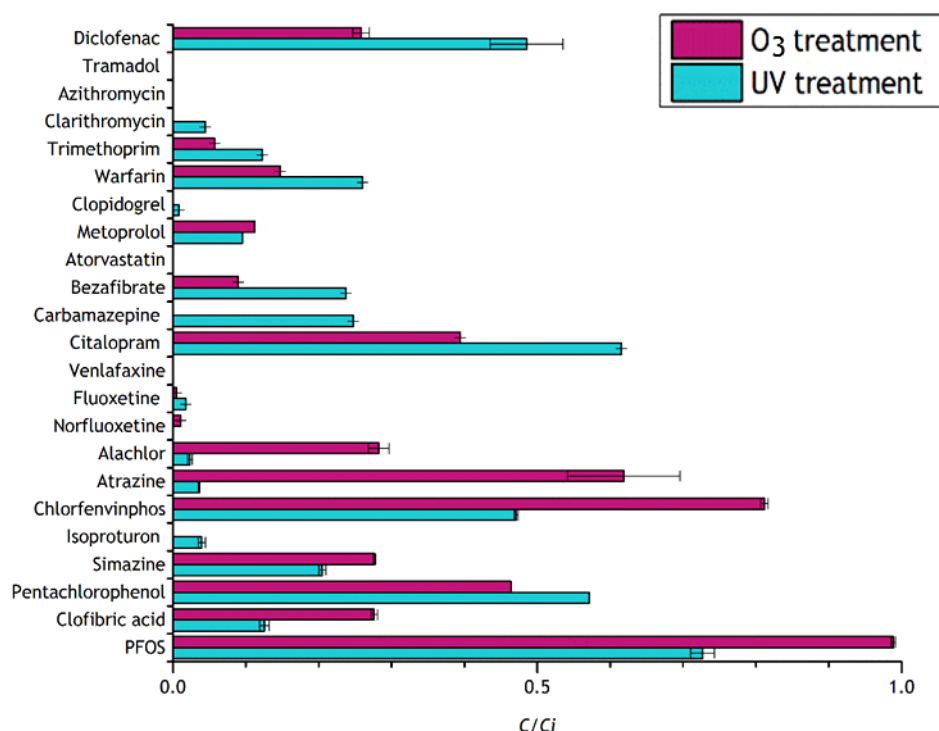 O3 treatment
UV treatment
Diclofenac
Tramadol
Azithromycin
Clarithromycin
Trimethoprim
Warfarin
Clopidogrel
Metoprolol
Atorvastatin
Bezafibrate
Carbamazepine
Citalopram
Venlafaxine
Fluoxetine
Norfluoxetine
Alachlor
Atrazine
Chlorfenvinphos
Isoproturon
Simazine
Pentachlorophenol
Clofibric acid
PFOS
0.0 0.5 1.0
C/Ci